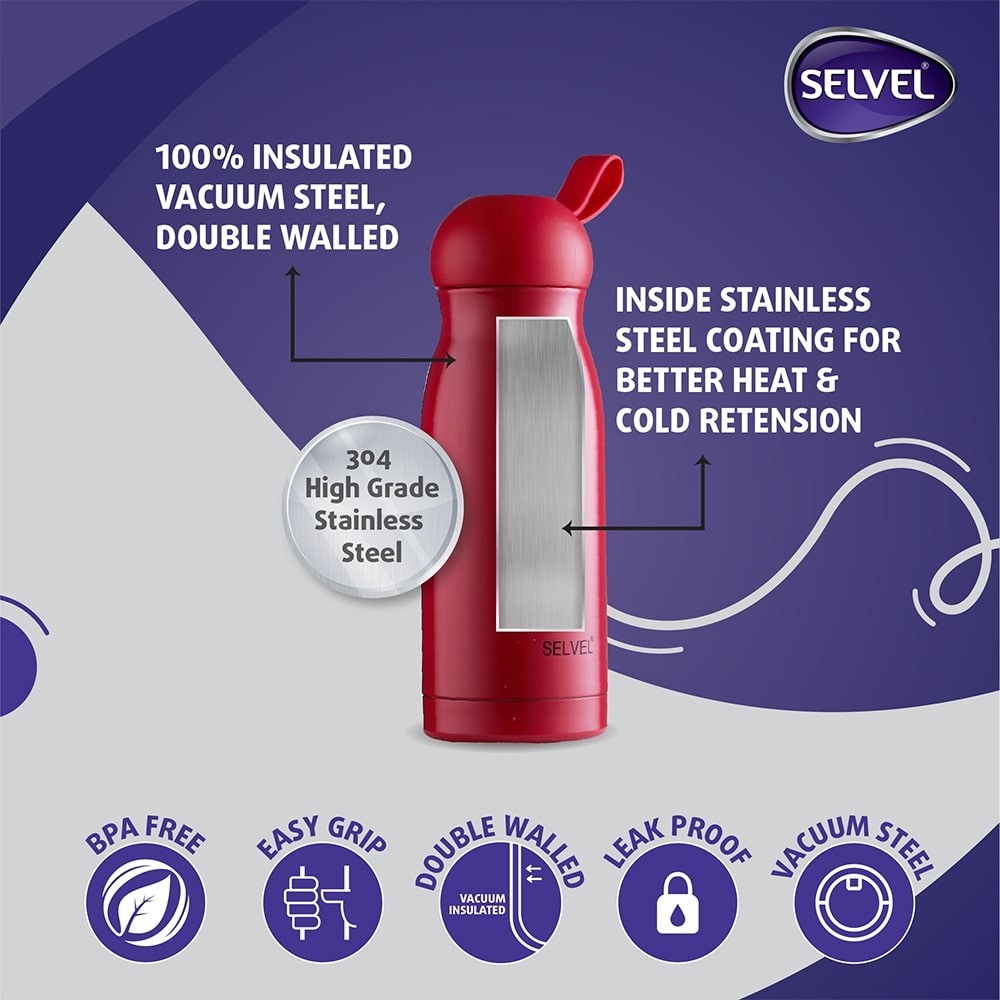 SELVEL®
100% INSULATED
VACUUM STEEL,
DOUBLE WALLED
INSIDE STAINLESS
STEEL COATING FOR
BETTER HEAT &
COLD RETENSION
304
High Grade
Stainless
Steel
SELVEL®
BPA FREE
EASY GRIP
DOUBLE WALLED
VACUUM
INSULATED
LEAK PROOF
VACUUM STEEL